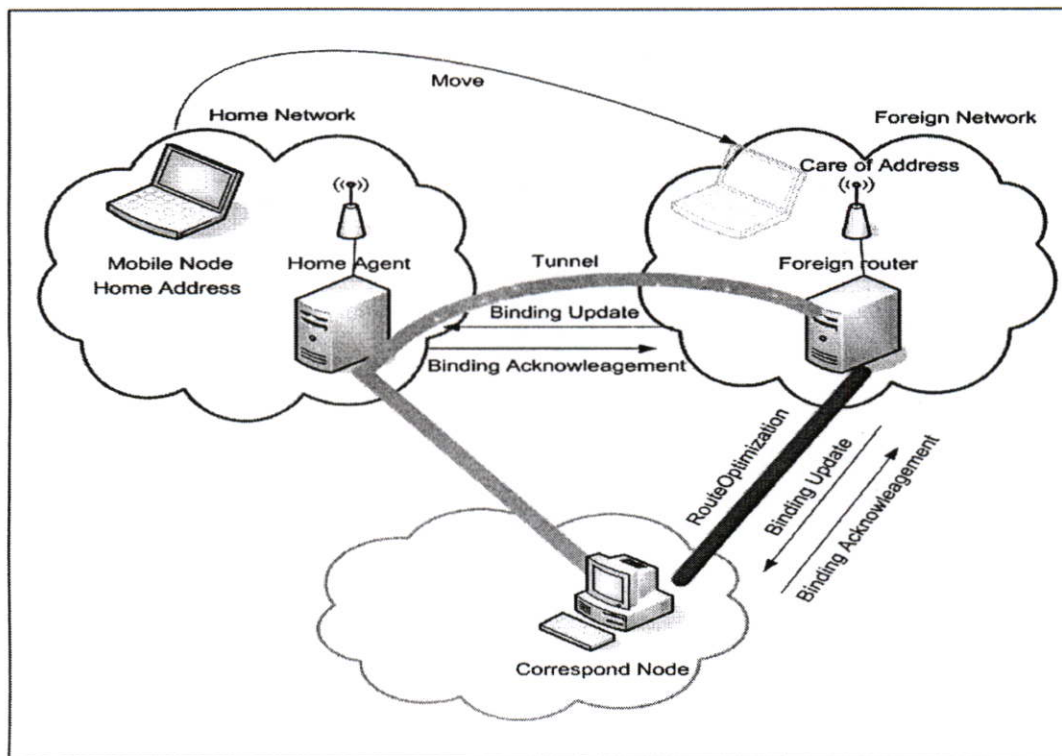 Move
Home Network
Foreign Network
Care of Address
Mobile Node
Home Address
Home Agent
Tunnel
Foreign router
Binding Update
Binding Acknowleagement
RouteOptimization
Binding Update
Binding Acknowleagement
Correspond Node